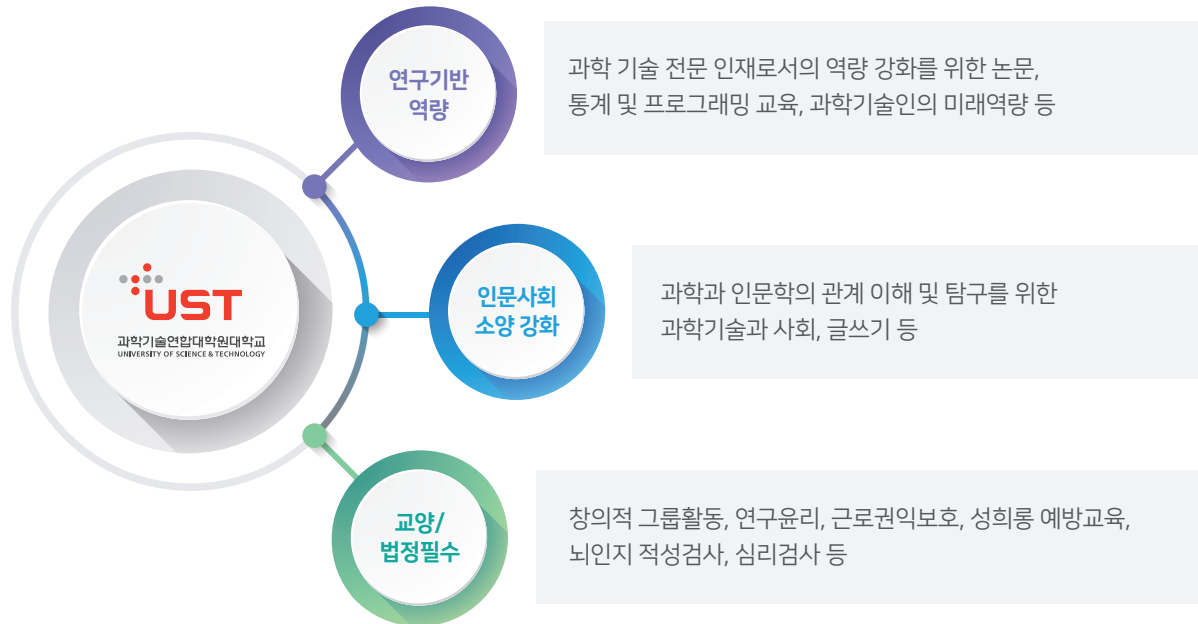 연구기반
역량
과학 기술 전문 인재로서의 역량 강화를 위한 논문,
통계 및 프로그래밍 교육, 과학기술인의 미래역량 등
UST
과학기술연합대학원대학교
UNIVERSITY OF SCIENCE & TECHNOLOGY
인문사회
소양 강화
과학과 인문학의 관계 이해 및 탐구를 위한
과학기술과 사회, 글쓰기 등
교양/
법정필수
창의적 그룹활동, 연구윤리, 근로권익보호, 성희롱 예방교육,
뇌인지 적성검사, 심리검사 등